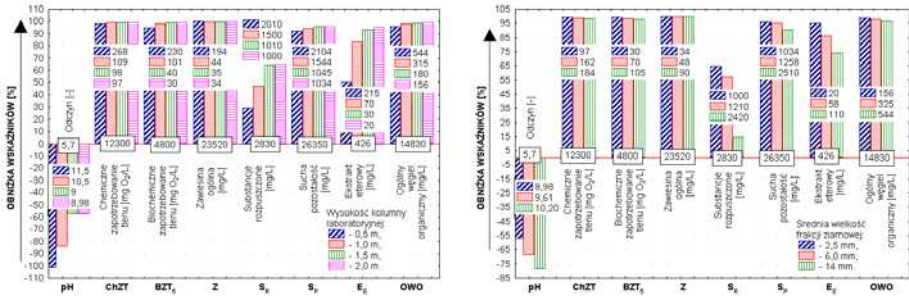 OBNIŻKA WSKAŹNIKÓW [%]
110
100
90
80
70
60
50
40
30
20
10
0
-10
-20
-30
-40
-50
-60
-70
-80
-90
-100
-110
Odczyn [-]
5,7
11,5
10,5
9
8,98
268
109
98
97
12300
Chemiczne
zapotrzebowanie
tlenu [mg O₂/L]
230
101
40
30
4800
Biochemiczne
zapotrzebowanie
tlenu [mg O₂/L]
194
44
35
34
23520
Zawiesina
ogólna
[mg/L]
2010
1500
1010
1000
2830
Substancje
rozpuszczone
[mg/L]
2104
1544
1045
1034
26350
Sucha
pozostałość
[mg/L]
215
70
30
20
426
Ekstrakt
eterowy
[mg/L]
544
315
180
156
14830
Ogólny
węgiel
organiczny [mg/L]
Wysokość kolumny
laboratoryjnej:
- 0,5 m,
- 1,0 m,
- 1,5 m,
- 2,0 m.
pH ChZT BZT₅ Z S_R S_P E_E OWO
OBNIŻKA WSKAŹNIKÓW [%]
105
95
85
75
65
55
45
35
25
15
5
-5
-15
-25
-35
-45
-55
-65
-75
-85
Odczyn [-]
5,7
8,98
9,61
10,20
97
162
184
12300
Chemiczne
zapotrzebowanie
tlenu [mg O₂/L]
30
70
105
4800
Biochemiczne
zapotrzebowanie
tlenu [mg O₂/L]
34
48
90
23520
Zawiesina
ogólna
[mg/L]
1000
1210
2420
2830
Substancje
rozpuszczone
[mg/L]
1034
1258
2510
26350
Sucha
pozostałość
[mg/L]
20
58
110
426
Ekstrakt
eterowy
[mg/L]
156
325
544
14830
Ogólny
węgiel
organiczny [mg/L]
Średnia wielkość
frakcji ziarnowej:
- 2,5 mm,
- 6,0 mm,
- 14 mm.
pH ChZT BZT₅ Z S_R S_P E_E OWO